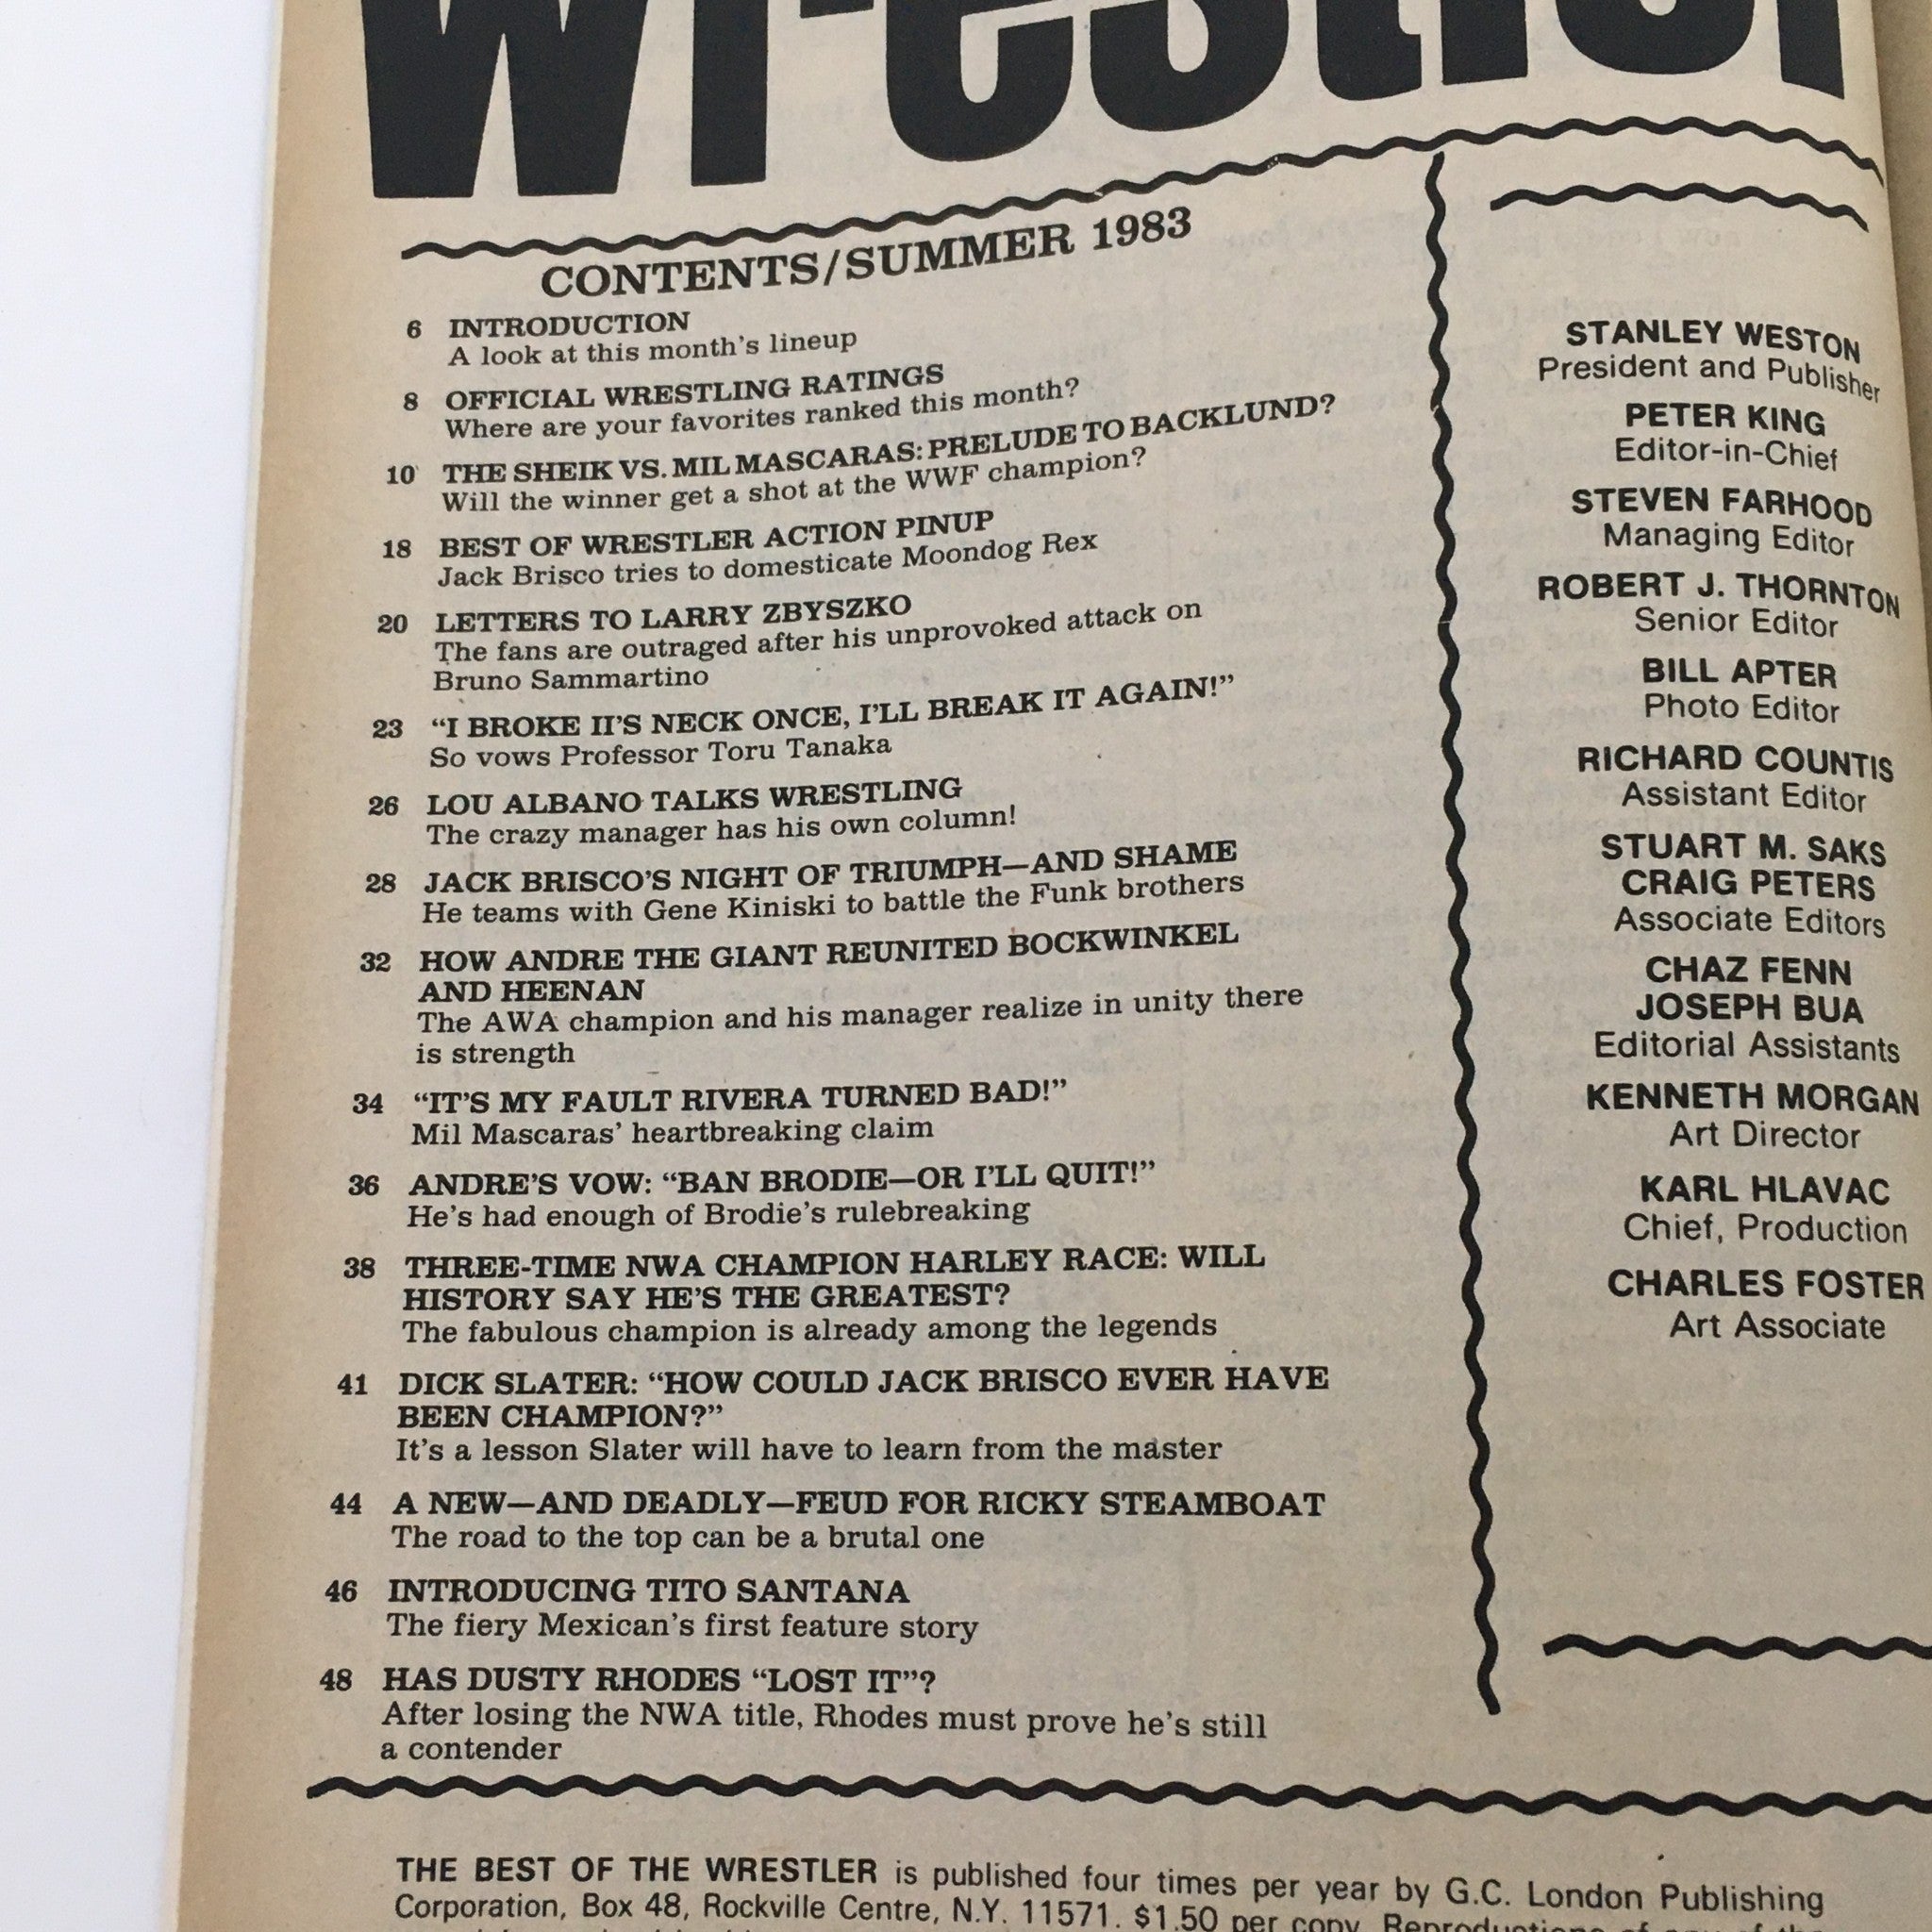 Wrestler
CONTENTS/SUMMER 1983
6 INTRODUCTION
A look at this month's lineup
8 OFFICIAL WRESTLING RATINGS
Where are your favorites ranked this month?
10 THE SHEIK VS. MIL MASCARAS: PRELUDE TO BACKLUND?
Will the winner get a shot at the WWF champion?
18 BEST OF WRESTLER ACTION PINUP
Jack Brisco tries to domesticate Moondog Rex
20 LETTERS TO LARRY ZBYSZKO
The fans are outraged after his unprovoked attack on
Bruno Sammartino
23 “I BROKE II'S NECK ONCE, I'LL BREAK IT AGAIN!”
So vows Professor Toru Tanaka
26 LOU ALBANO TALKS WRESTLING
The crazy manager has his own column!
28 JACK BRISCO'S NIGHT OF TRIUMPH—AND SHAME
He teams with Gene Kiniski to battle the Funk brothers
32 HOW ANDRE THE GIANT REUNITED BOCKWINKEL
AND HEENAN
The AWA champion and his manager realize in unity there
is strength
34 “IT'S MY FAULT RIVERA TURNED BAD!”
Mil Mascaras' heartbreaking claim
36 ANDRE'S VOW: “BAN BRODIE—OR I'LL QUIT!”
He's had enough of Brodie's rulebreaking
38 THREE-TIME NWA CHAMPION HARLEY RACE: WILL
HISTORY SAY HE'S THE GREATEST?
The fabulous champion is already among the legends
41 DICK SLATER: “HOW COULD JACK BRISCO EVER HAVE
BEEN CHAMPION?”
It's a lesson Slater will have to learn from the master
44 A NEW—AND DEADLY—FEUD FOR RICKY STEAMBOAT
The road to the top can be a brutal one
46 INTRODUCING TITO SANTANA
The fiery Mexican's first feature story
48 HAS DUSTY RHODES “LOST IT”?
After losing the NWA title, Rhodes must prove he's still
a contender
STANLEY WESTON
President and Publisher
PETER KING
Editor-in-Chief
STEVEN FARHOOD
Managing Editor
ROBERT J. THORNTON
Senior Editor
BILL APTER
Photo Editor
RICHARD COUNTIS
Assistant Editor
STUART M. SAKS
CRAIG PETERS
Associate Editors
CHAZ FENN
JOSEPH BUA
Editorial Assistants
KENNETH MORGAN
Art Director
KARL HLAVAC
Chief, Production
CHARLES FOSTER
Art Associate
THE BEST OF THE WRESTLER is published four times per year by G.C. London Publishing
Corporation, Box 48, Rockville Centre, N.Y. 11571. $1.50 per copy. Reproductions of any of the